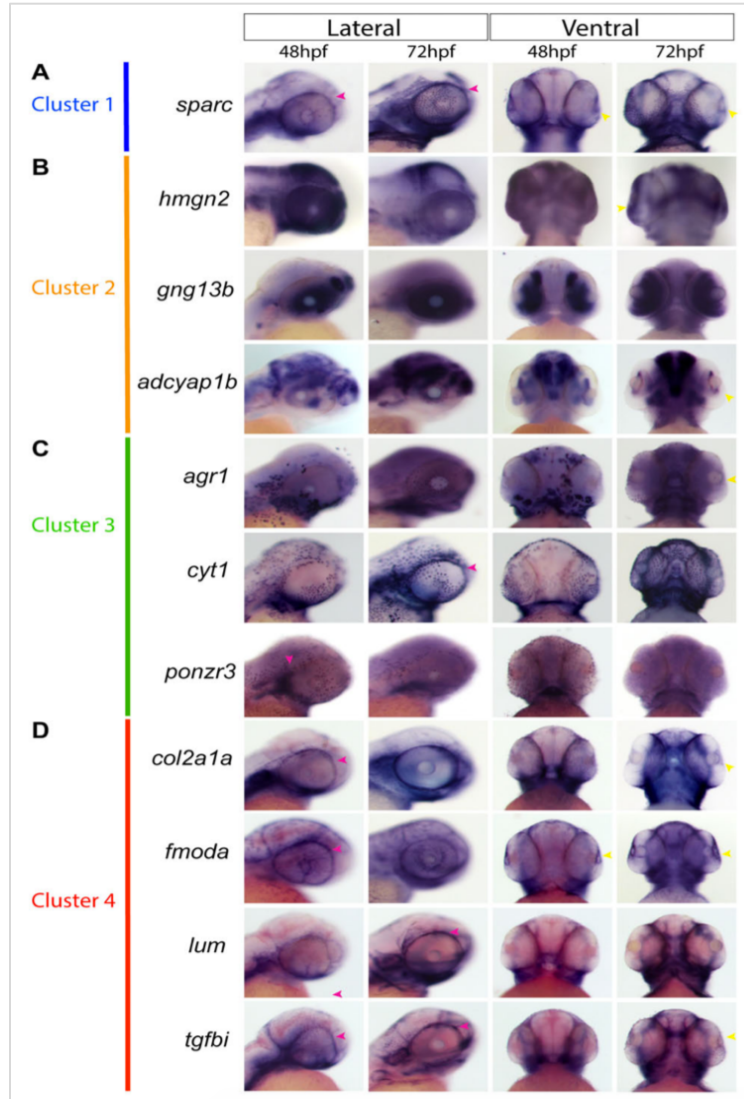 Lateral Ventral
48hpf 72hpf 48hpf 72hpf
A
Cluster 1 sparc
B
hmgn2
Cluster 2 gng13b
adcyap1b
C
agr1
Cluster 3
cyt1
ponzr3
D
col2a1a
fmoda
Cluster 4
lum
tgfbi